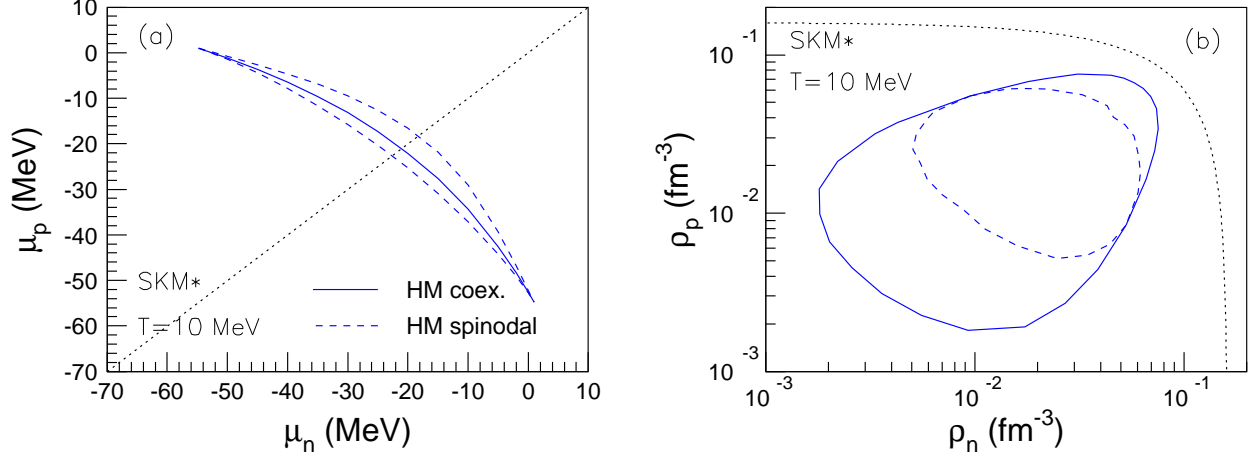 10
0
-10
-20
-30
-40
-50
-60
-70
μp (MeV)
(a)
SKM*
T=10 MeV
HM coex.
HM spinodal
-70 -60 -50 -40 -30 -20 -10 0 10
μn (MeV)
10-1
10-2
10-3
ρp (fm-3)
SKM*
(b)
T=10 MeV
10-3 10-2 10-1
ρn (fm-3)